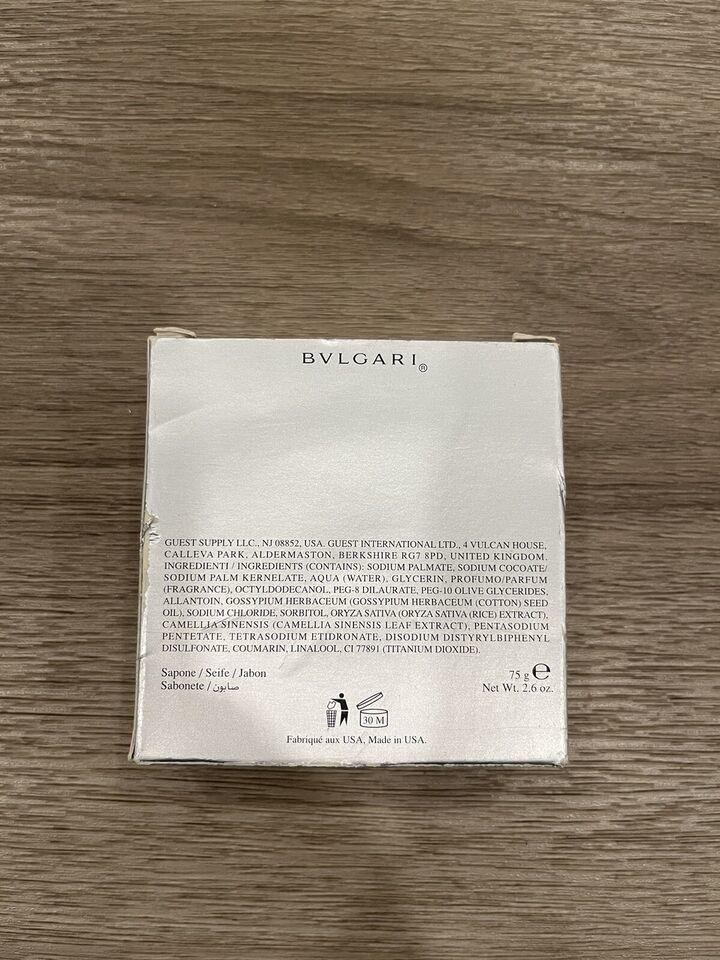 BVLGARI®
GUEST SUPPLY LLC., NJ 08852, USA. GUEST INTERNATIONAL LTD., 4 VULCAN HOUSE,
CALLEVA PARK, ALDERMASTON, BERKSHIRE RG7 8PD, UNITED KINGDOM.
INGREDIENTI / INGREDIENTS (CONTAINS): SODIUM PALMATE, SODIUM COCOATE/
SODIUM PALM KERNELATE, AQUA (WATER), GLYCERIN, PROFUMO/PARFUM
(FRAGRANCE), OCTYLDODECANOL, PEG-8 DILAURATE, PEG-10 OLIVE GLYCERIDES,
ALLANTOIN, GOSSYPIUM HERBACEUM (GOSSYPIUM HERBACEUM (COTTON) SEED
OIL), SODIUM CHLORIDE, SORBITOL, ORYZA SATIVA (ORYZA SATIVA (RICE) EXTRACT),
CAMELLIA SINENSIS (CAMELLIA SINENSIS LEAF EXTRACT), PENTASODIUM
PENTETATE, TETRASODIUM ETIDRONATE, DISODIUM DISTYRYLBIPHENYL
DISULFONATE, COUMARIN, LINALOOL, CI 77891 (TITANIUM DIOXIDE).
Sapone / Seife / Jabon
Sabonete / صابون
75 g ℮
Net Wt. 2.6 oz.
30 M
Fabriqué aux USA, Made in USA.